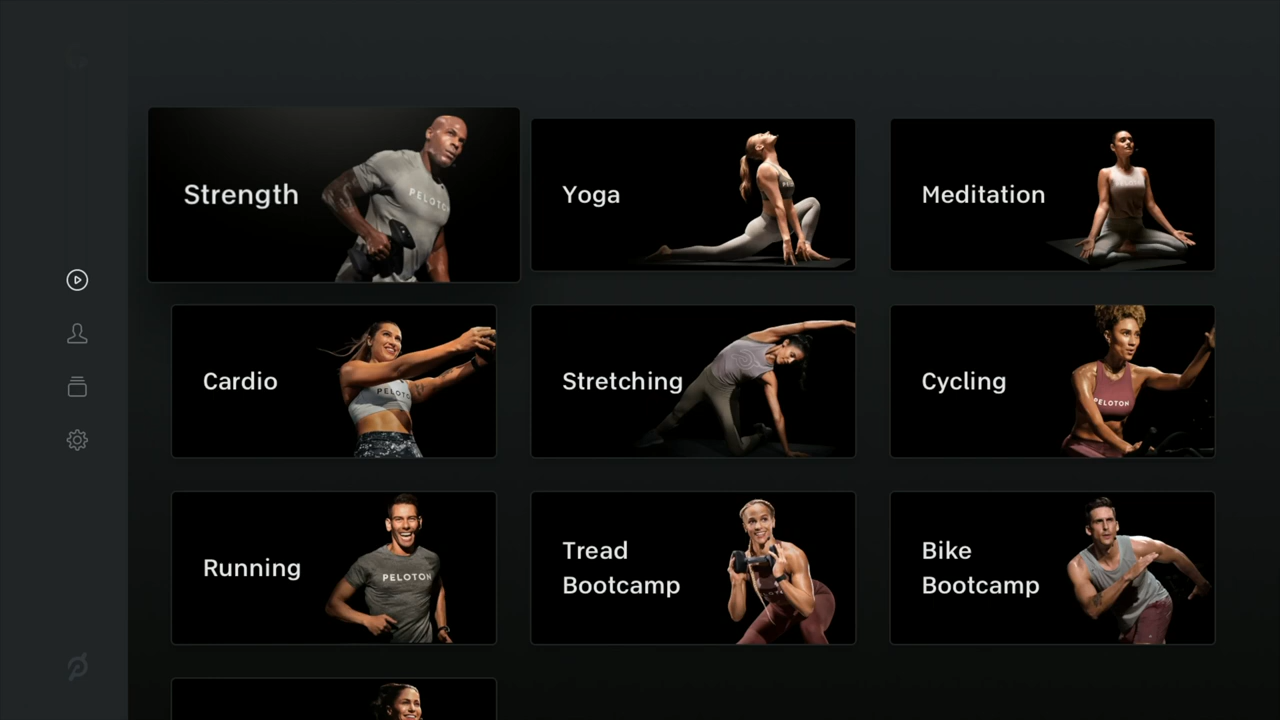 Strength
PELOTON
Yoga
Meditation
Cardio
PELOTON
Stretching
Cycling
PELOTON
Running
PELOTON
Tread
Bootcamp
Bike
Bootcamp